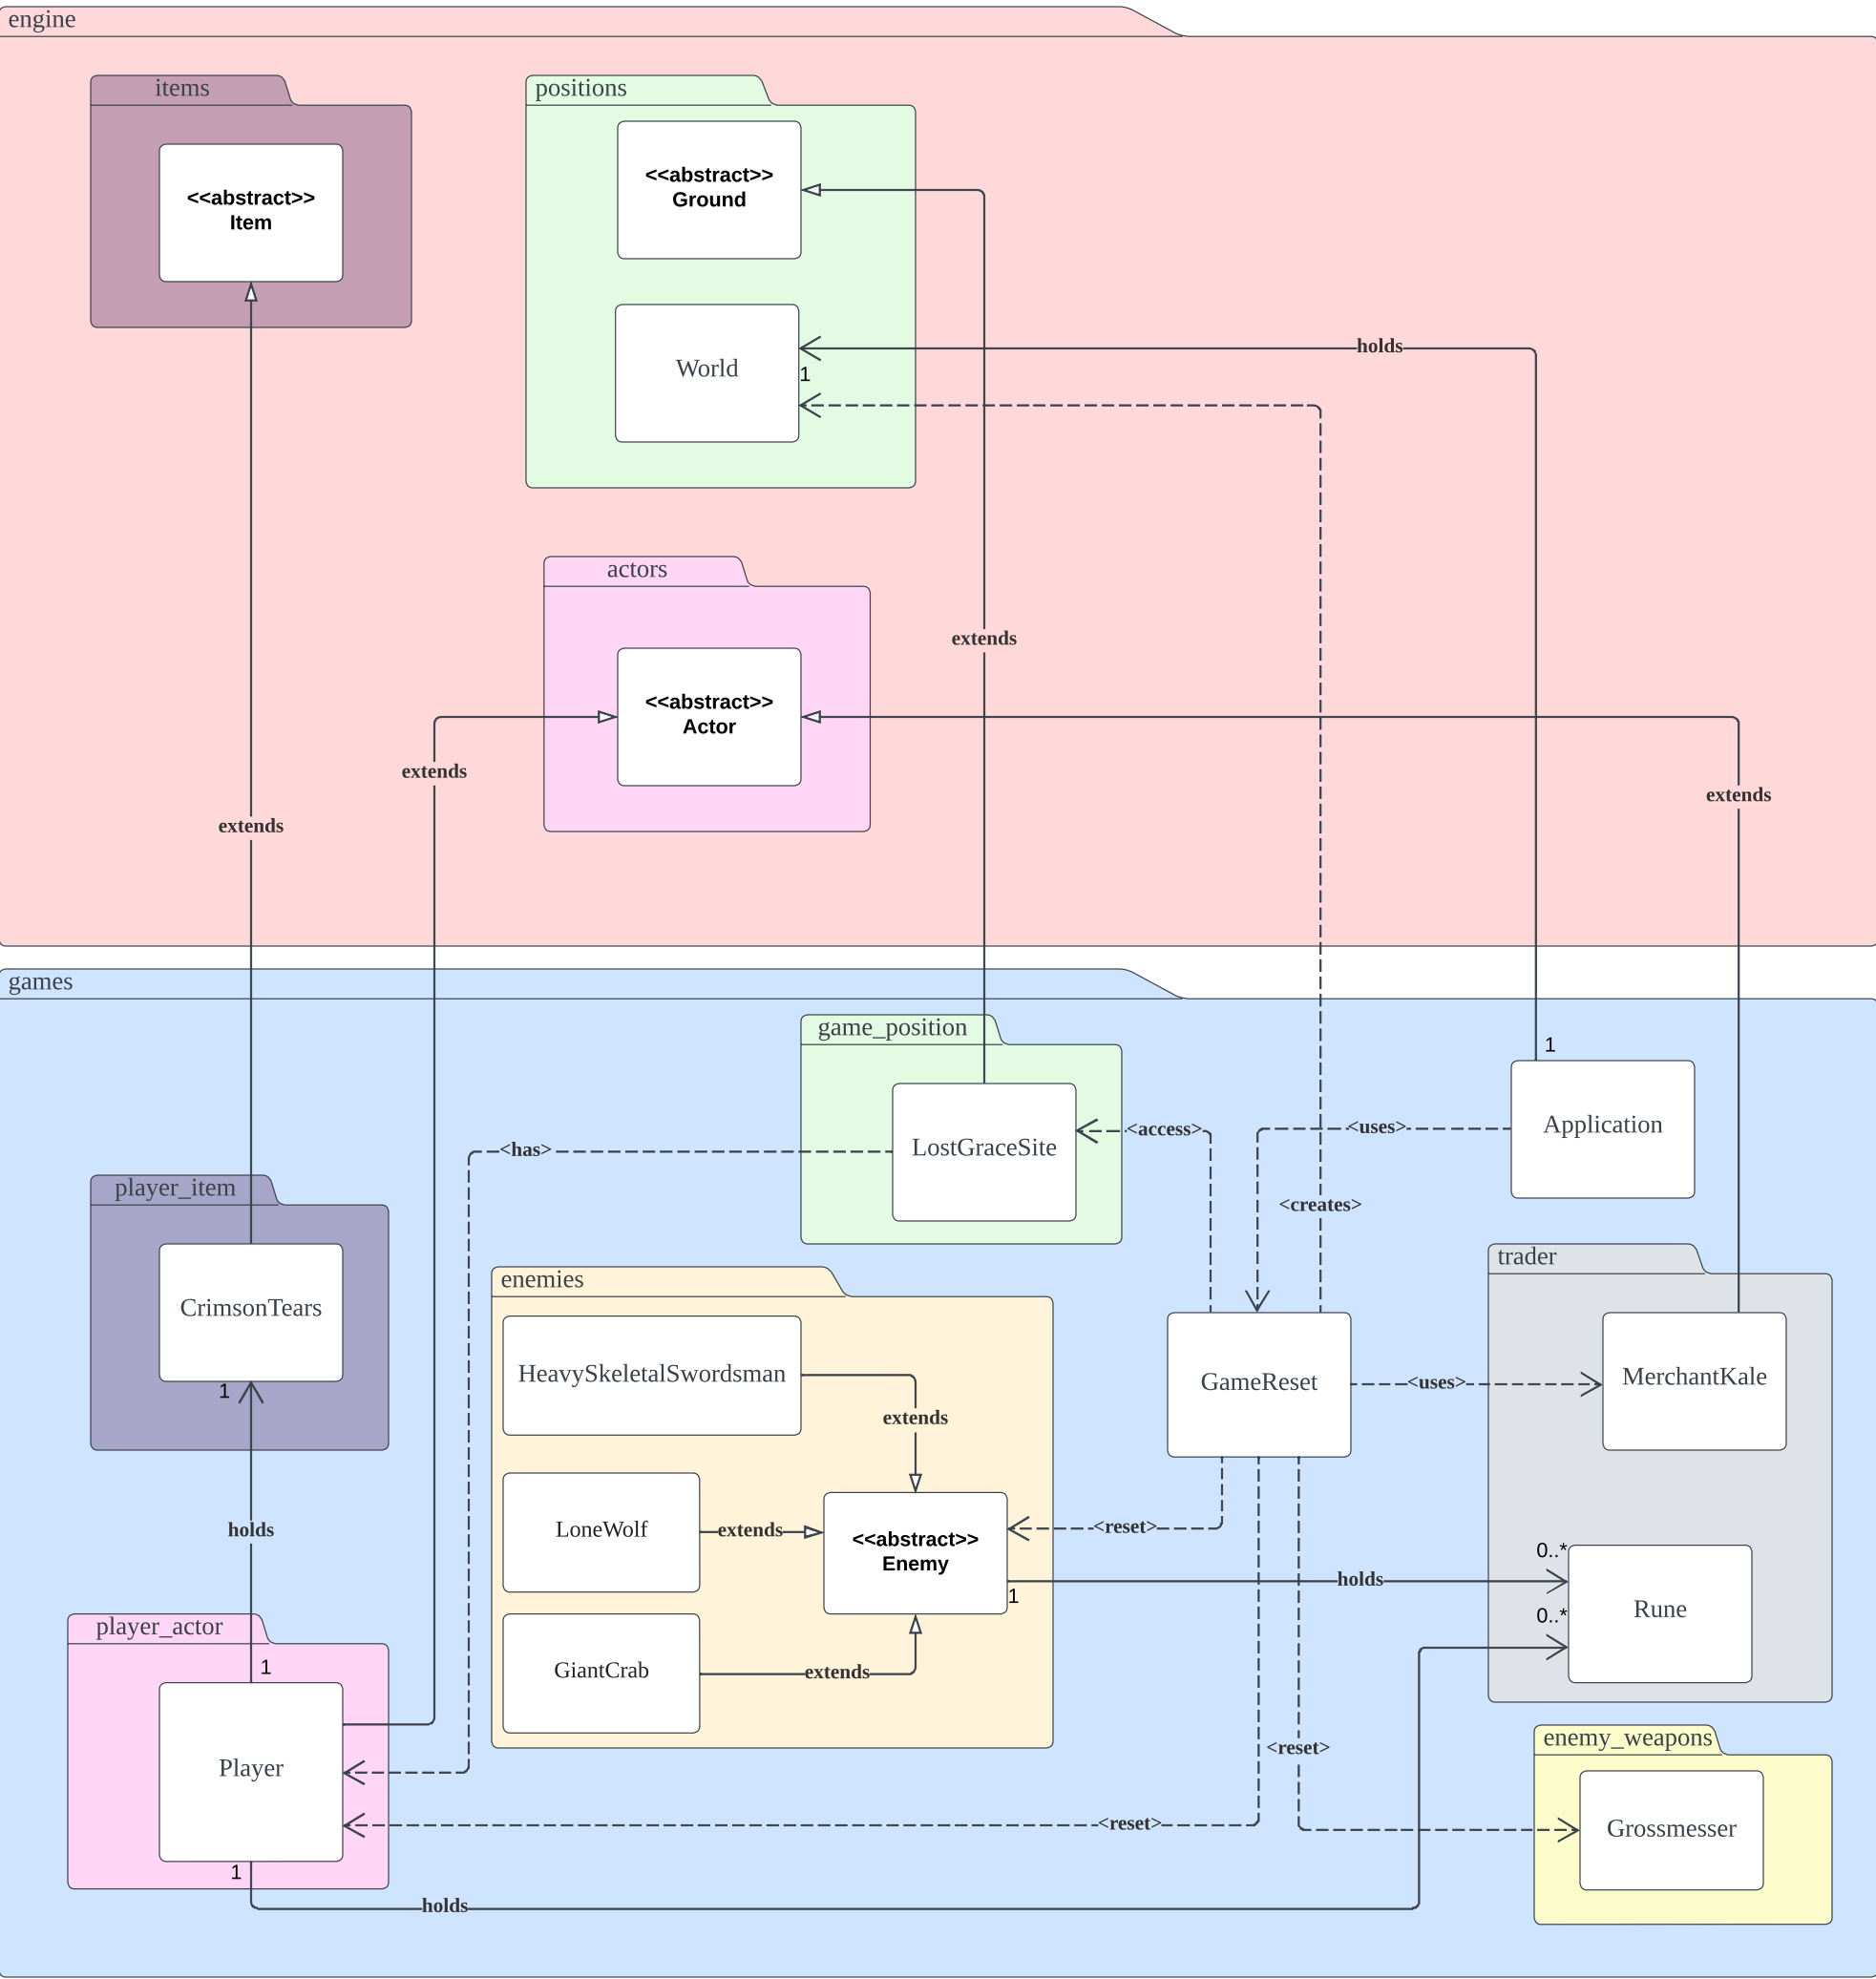 engine
items
positions
<<abstract>>
Item
<<abstract>>
Ground
World
holds
1
actors
extends
<<abstract>>
Actor
extends
extends
extends
games
game_position
1
LostGraceSite
<access>
<uses>
Application
<has>
player_item
<creates>
trader
enemies
CrimsonTears
HeavySkeletalSwordsman
GameReset
<uses>
MerchantKale
1
extends
holds
LoneWolf
extends
<<abstract>>
Enemy
<reset>
0..*
1
holds
Rune
0..*
player_actor
1
GiantCrab
extends
Player
<reset>
enemy_weapons
<reset>
Grossmesser
1
holds